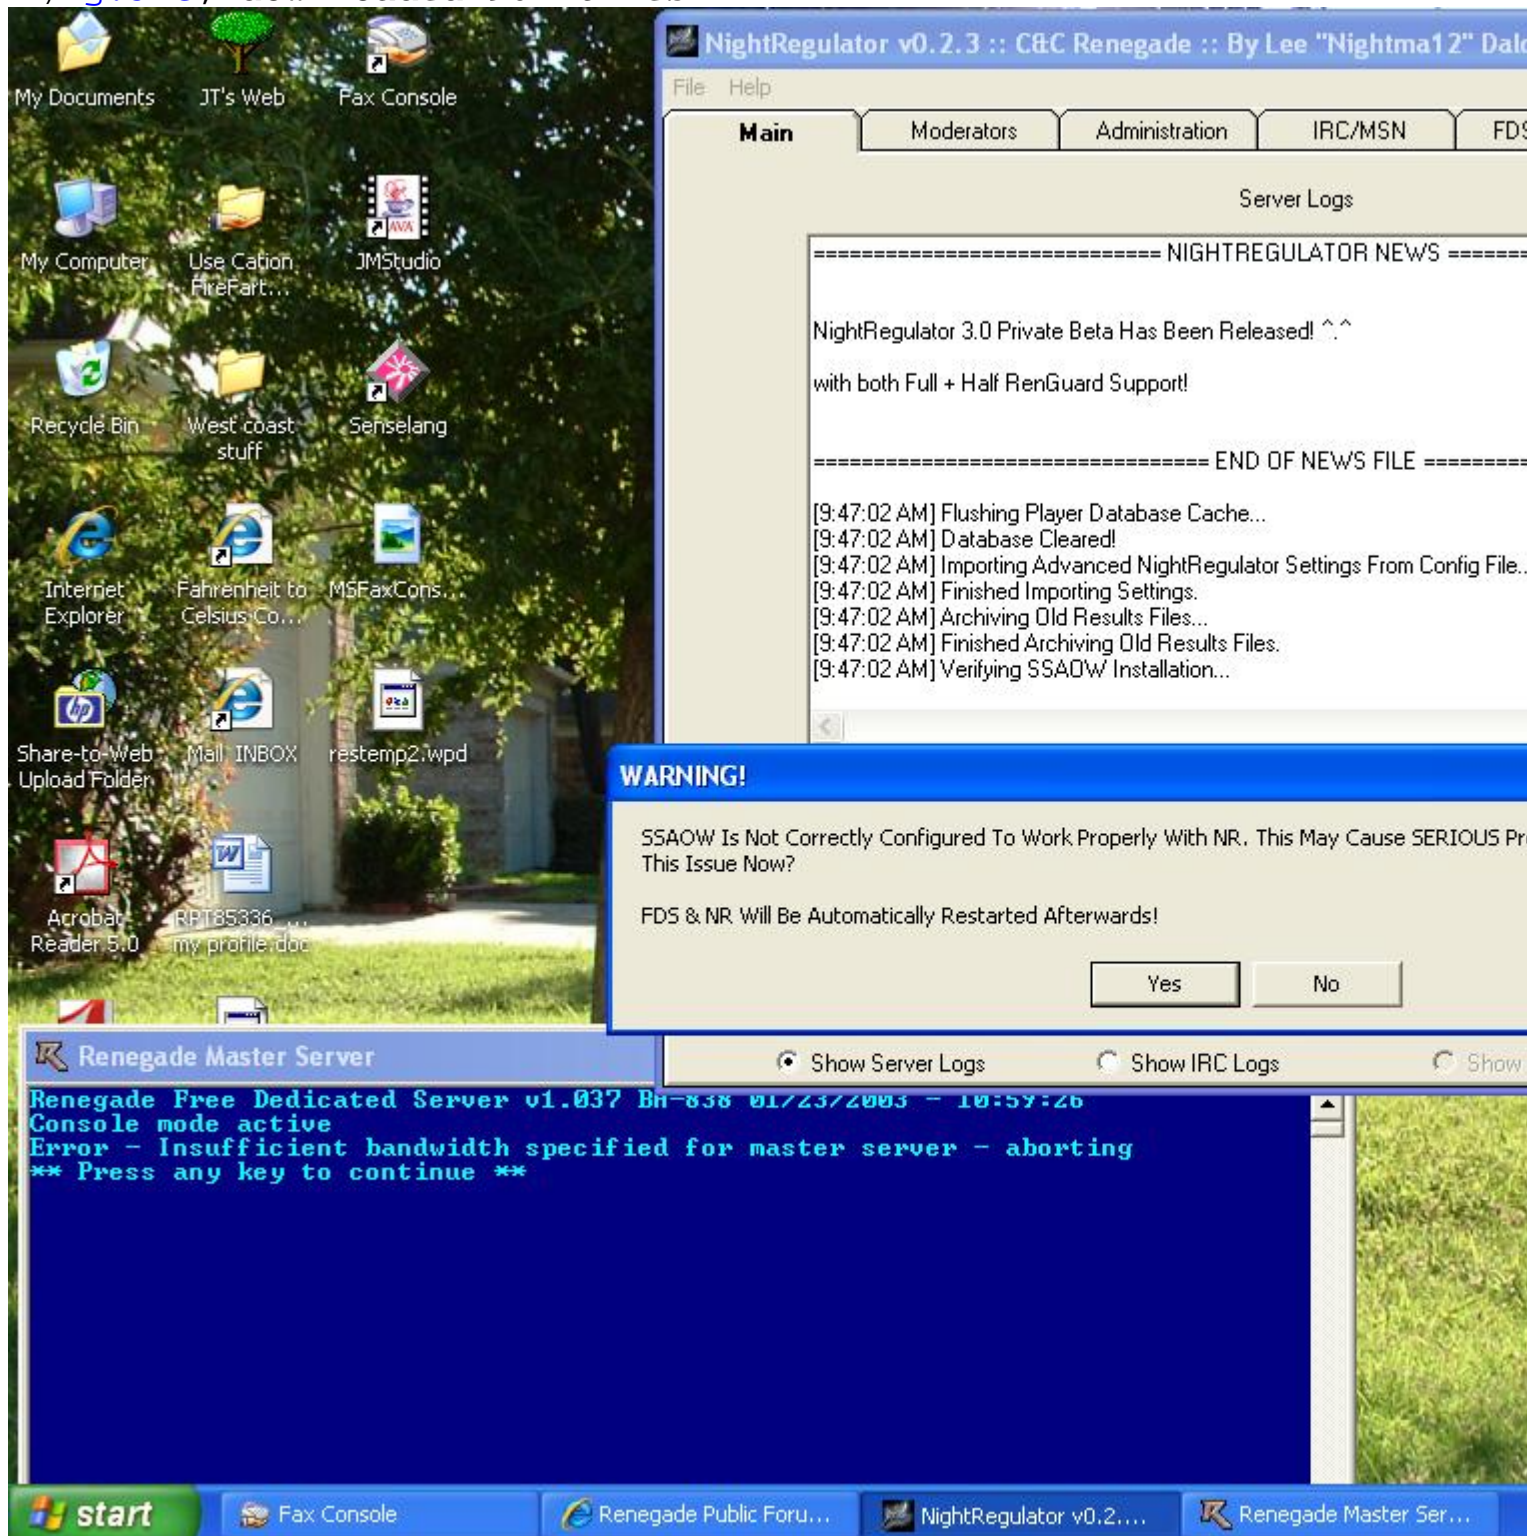 My Documents
JT's Web
Fax Console
My Computer
Use Cation
FireFart...
JMStudio
JAVA
Recycle Bin
West coast
stuff
Senselang
Internet
Explorer
Fahrenheit to
Celsius Co...
MSFaxCons...
Share-to-Web
Upload Folder
Mail INBOX
restemp2.wpd
Acrobat
Reader 5.0
RPT85336_...
my profile.doc
NightRegulator v0.2.3 :: C&C Renegade :: By Lee "Nightma12"
File Help
Main Moderators Administration IRC/MSN
Server Logs
============================= NIGHTREGULATOR NEWS =========
NightRegulator 3.0 Private Beta Has Been Released! ^.^
with both Full + Half RenGuard Support!
================================= END OF NEWS FILE ===========
[9:47:02 AM] Flushing Player Database Cache...
[9:47:02 AM] Database Cleared!
[9:47:02 AM] Importing Advanced NightRegulator Settings From Config File...
[9:47:02 AM] Finished Importing Settings.
[9:47:02 AM] Archiving Old Results Files...
[9:47:02 AM] Finished Archiving Old Results Files.
[9:47:02 AM] Verifying SSAOW Installation...
WARNING!
SSAOW Is Not Correctly Configured To Work Properly With NR. This May Cause SERIOUS
This Issue Now?
FDS & NR Will Be Automatically Restarted Afterwards!
Yes No
Show Server Logs Show IRC Logs Show
Renegade Master Server
Renegade Free Dedicated Server v1.037 BH-838 01/23/2003 - 10:59:26
Console mode active
Error - Insufficient bandwidth specified for master server - aborting
** Press any key to continue **
start Fax Console Renegade Public Foru... NightRegulator v0.2.... Renegade Master Ser...